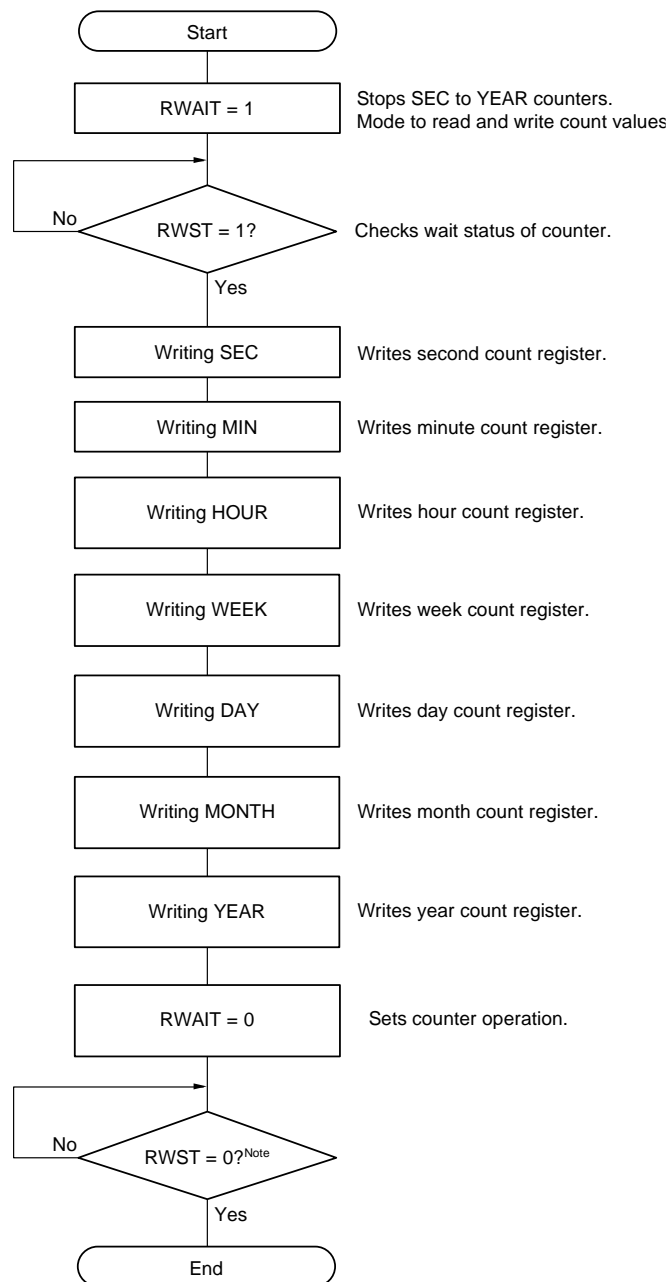 Start
RWAIT = 1
Stops SEC to YEAR counters.
Mode to read and write count values
No
RWST = 1?
Checks wait status of counter.
Yes
Writing SEC
Writes second count register.
Writing MIN
Writes minute count register.
Writing HOUR
Writes hour count register.
Writing WEEK
Writes week count register.
Writing DAY
Writes day count register.
Writing MONTH
Writes month count register.
Writing YEAR
Writes year count register.
RWAIT = 0
Sets counter operation.
No
RWST = 0?Note
Yes
End